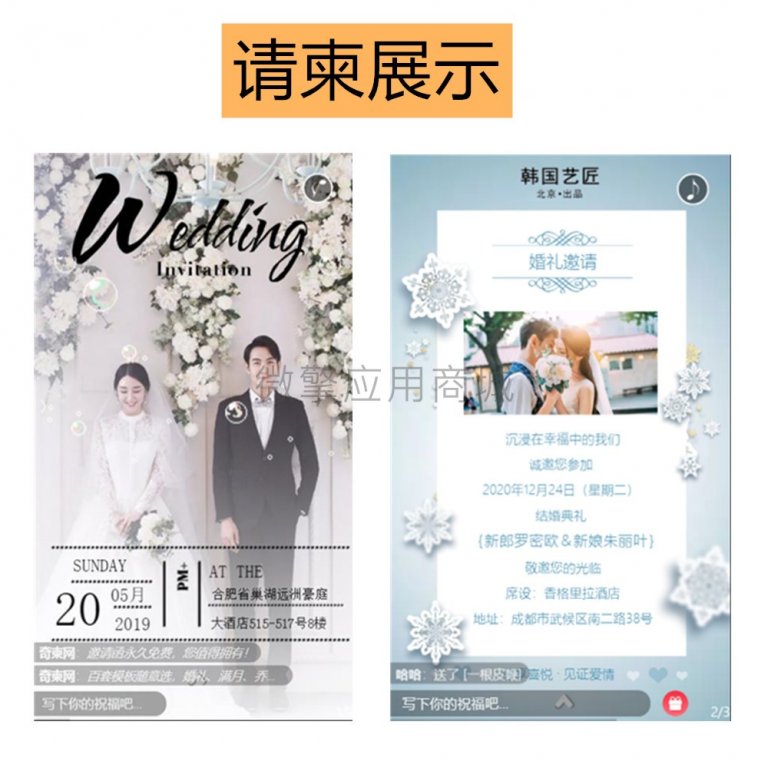 请柬展示
Wedding
Invitation
SUNDAY
20
05月
2019
PM+
AT THE
合肥省巢湖远洲豪庭
大酒店515-517号8楼
奇柬网：邀请函永久免费，您值得拥有！
奇柬网：百套模板随意选，婚礼、满月、乔...
写下你的祝福吧...
韩国艺匠
北京•出品
婚礼邀请
沉浸在幸福中的我们
诚邀您参加
2020年12月24日（星期二）
结婚典礼
{新郎罗密欧＆新娘朱丽叶}
敬邀您的光临
席设：香格里拉酒店
地址：成都市武候区南二路38号
哈哈：送了 [一根皮鞭]
喜悦·见证爱情
写下你的祝福吧...
2/3
微擎应用商城